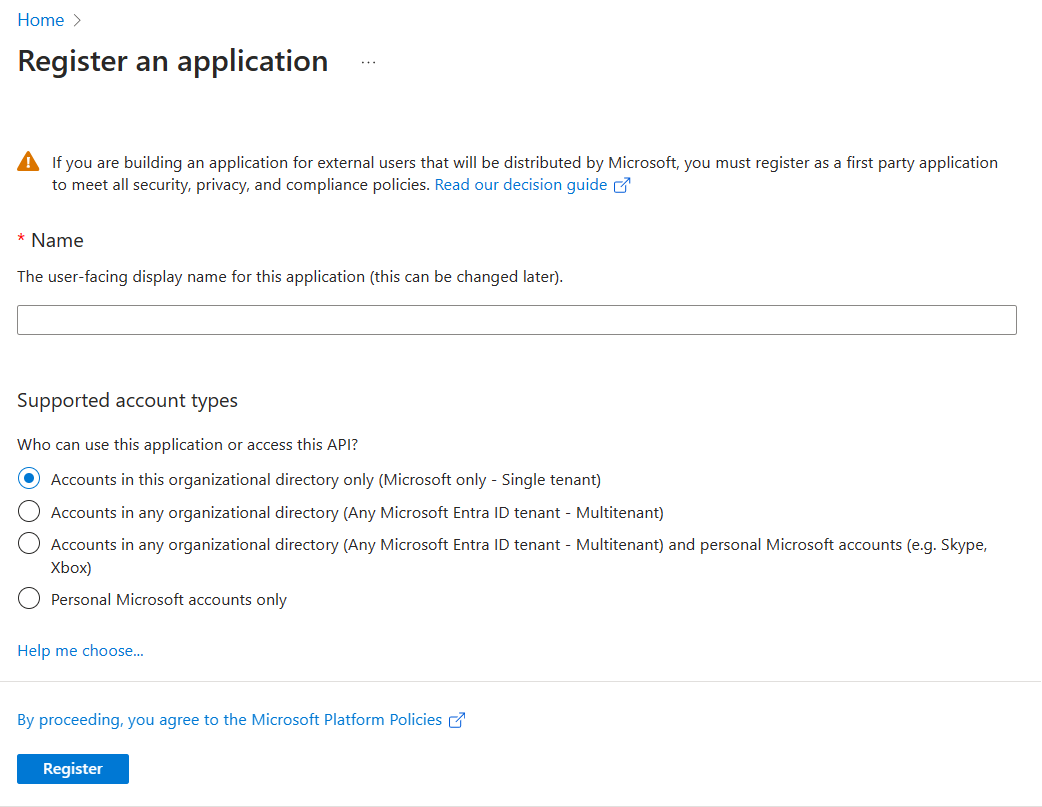 Home
Register an application
If you are building an application for external users that will be distributed by Microsoft, you must register as a first party application
to meet all security, privacy, and compliance policies. Read our decision guide
* Name
The user-facing display name for this application (this can be changed later).
Supported account types
Who can use this application or access this API?
Accounts in this organizational directory only (Microsoft only - Single tenant)
Accounts in any organizational directory (Any Microsoft Entra ID tenant - Multitenant)
Accounts in any organizational directory (Any Microsoft Entra ID tenant - Multitenant) and personal Microsoft accounts (e.g. Skype,
Xbox)
Personal Microsoft accounts only
Help me choose...
By proceeding, you agree to the Microsoft Platform Policies
Register